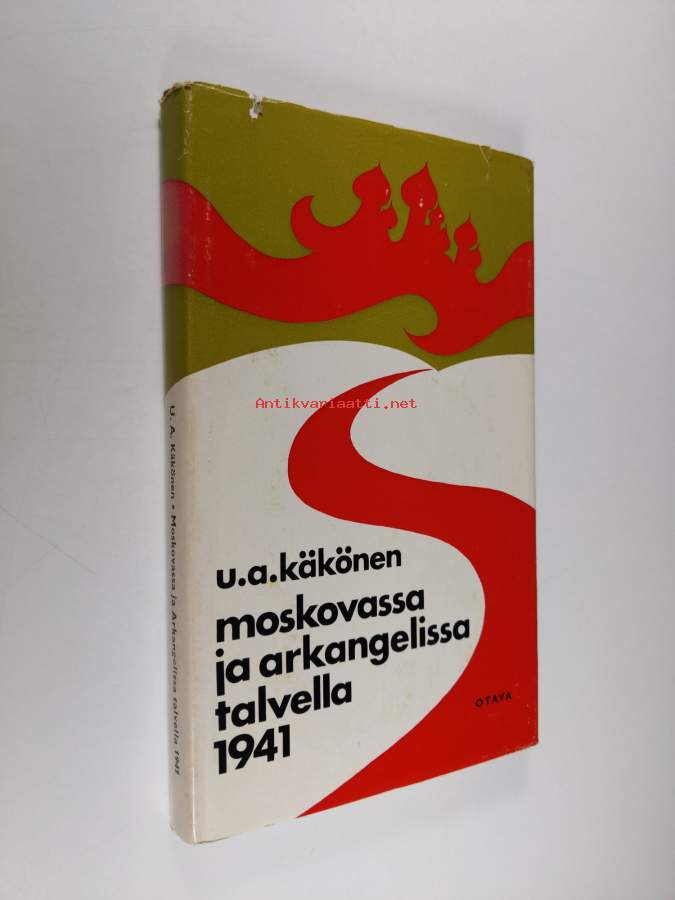 Antikvariaatti.net
u.a.käkönen
moskovassa
ja arkangelissa
talvella
1941
OTAVA
U. A. Käkönen • Moskovassa ja Arkangelissa talvella 1941